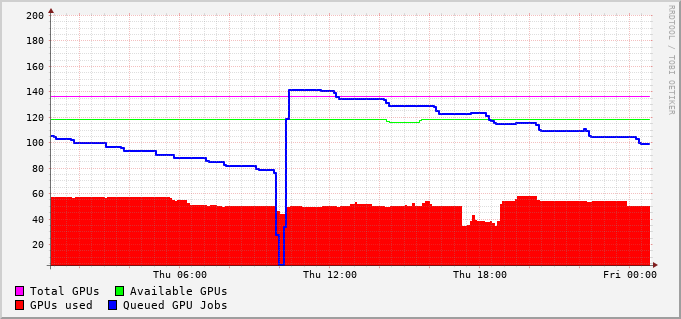 200
180
160
140
120
100
80
60
40
20
Thu 06:00 Thu 12:00 Thu 18:00 Fri 00:00
Total GPUs Available GPUs
GPUs used Queued GPU Jobs
RRDTOOL / TOBI OETIKER